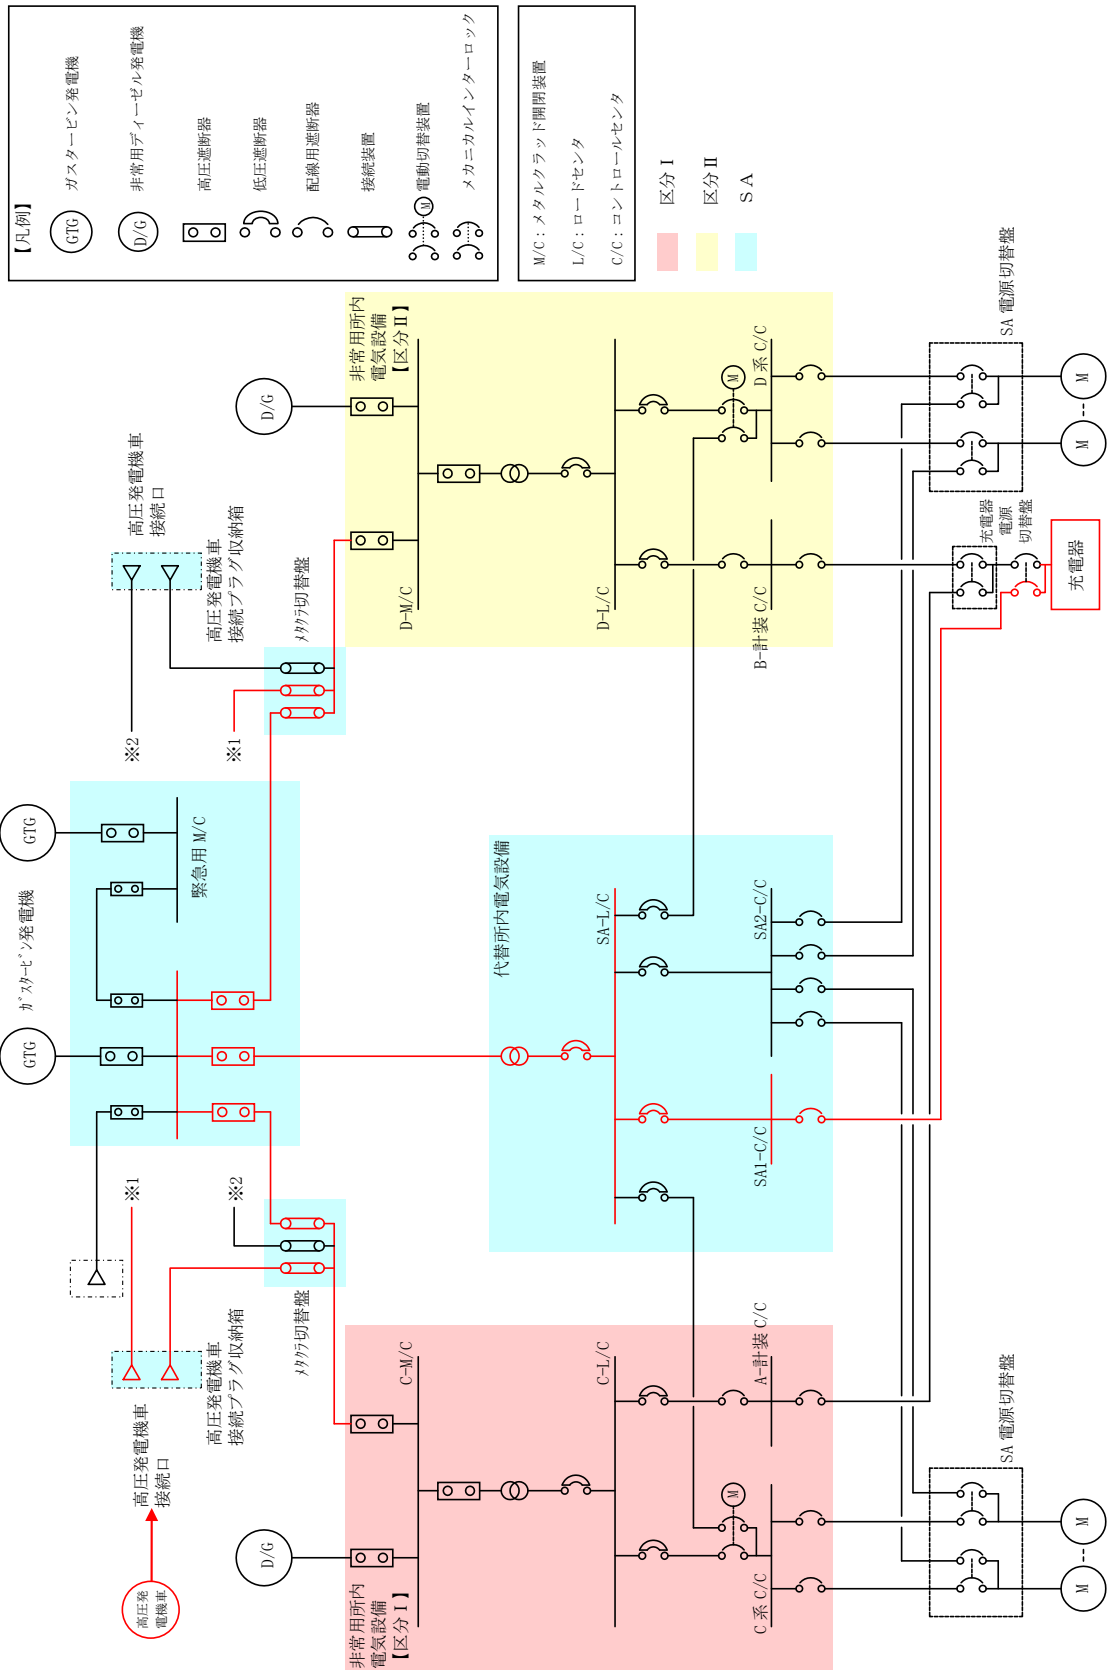 【凡例】
GTG
ガスタービン発電機
D/G
非常用ディーゼル発電機
高圧遮断器
低圧遮断器
配線用遮断器
接続装置
M
電動切替装置
メカニカルインターロック
M/C：メタルクラッド開閉装置
L/C：ロードセンタ
C/C：コントロールセンタ
区分Ⅰ
区分Ⅱ
ＳＡ
高圧発
電機車
高圧発電機車
接続口
高圧発電機車
接続プラグ収納箱
※1
※2
GTG
ｶﾞｽﾀｰﾋﾞﾝ発電機
GTG
緊急用 M/C
※2
※1
高圧発電機車
接続口
高圧発電機車
接続プラグ収納箱
ﾒﾀｸﾗ切替盤
ﾒﾀｸﾗ切替盤
D/G
D/G
非常用所内
電気設備
【区分Ⅰ】
C-M/C
C-L/C
M
C 系 C/C
A-計装 C/C
代替所内電気設備
SA-L/C
SA1-C/C
SA2-C/C
非常用所内
電気設備
【区分Ⅱ】
D-M/C
D-L/C
M
B-計装 C/C
D 系 C/C
SA 電源切替盤
M
M
充電器
電源
切替盤
充電器
SA 電源切替盤
M
M